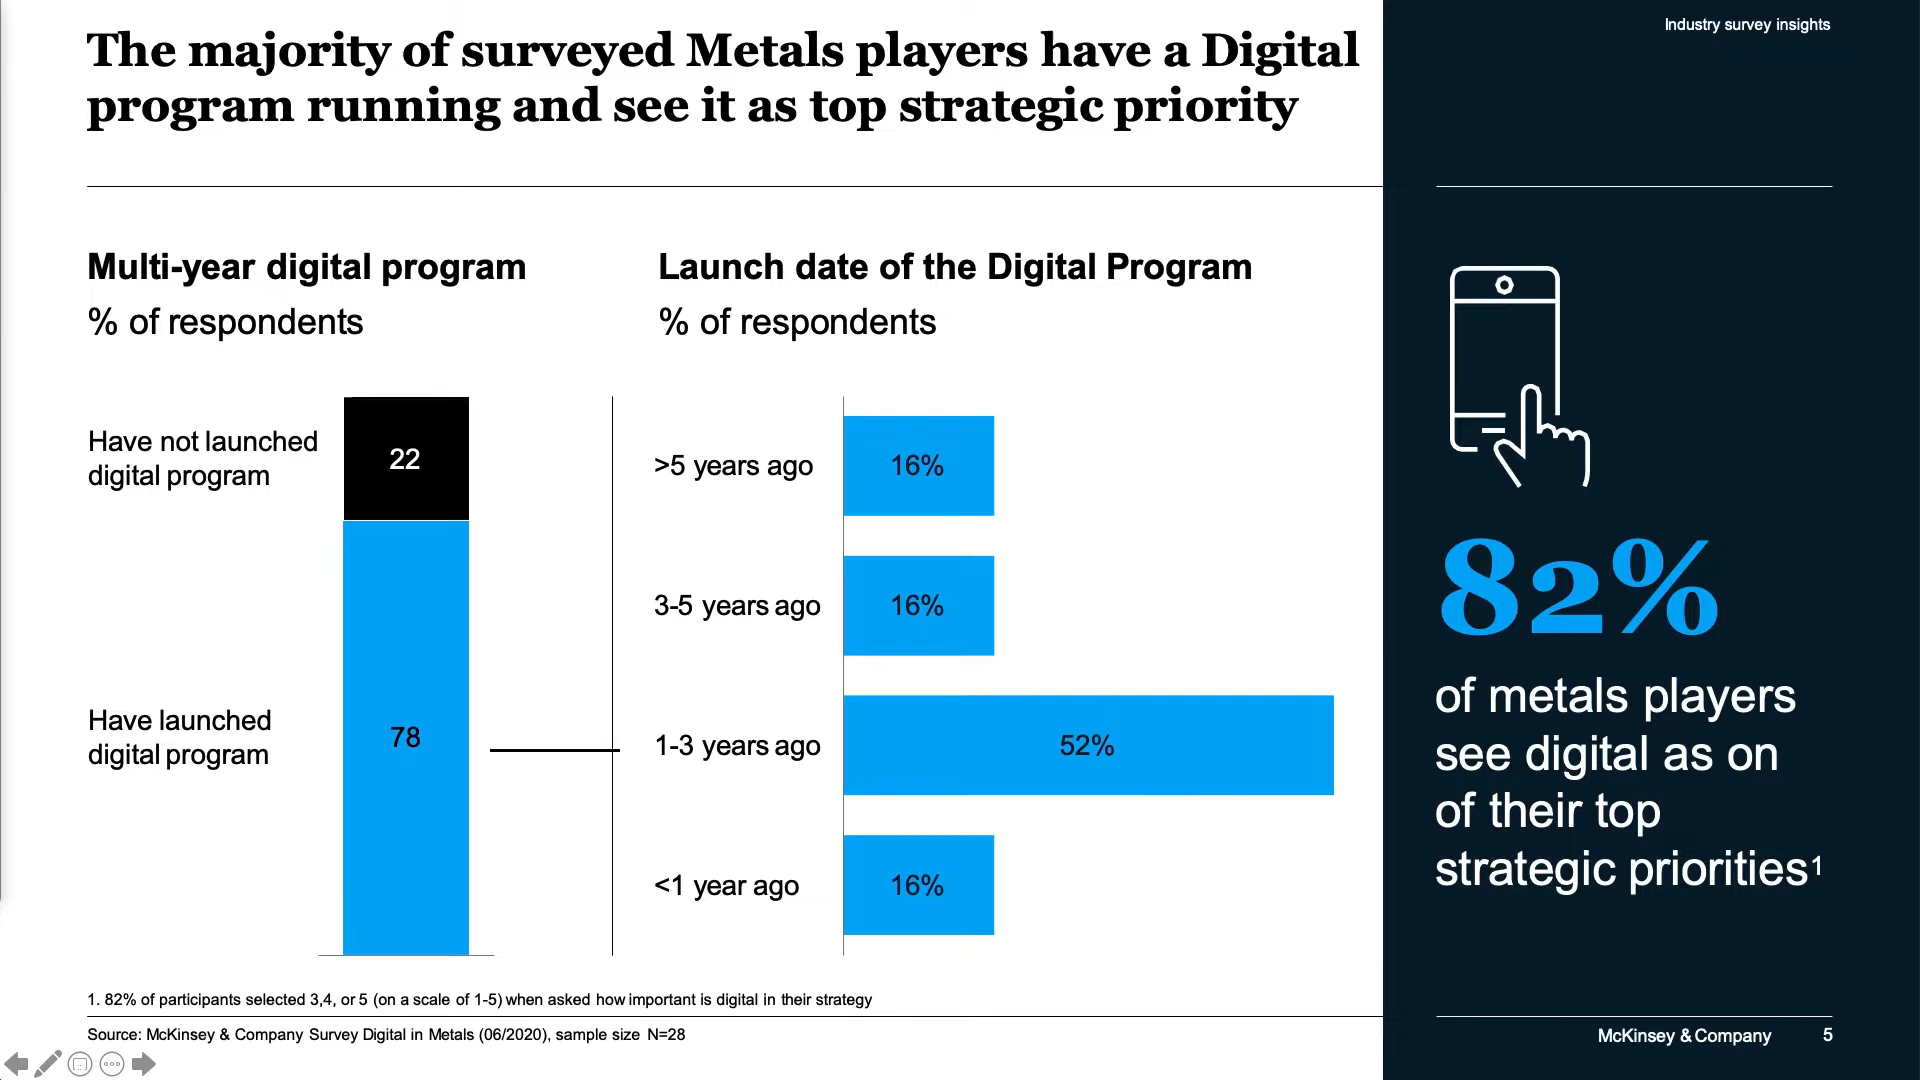 Industry survey insights
The majority of surveyed Metals players have a Digital
program running and see it as top strategic priority
Multi-year digital program
% of respondents
Have not launched
digital program
22
Have launched
digital program
78
Launch date of the Digital Program
% of respondents
>5 years ago
16%
3-5 years ago
16%
1-3 years ago
52%
<1 year ago
16%
82%
of metals players
see digital as on
of their top
strategic priorities1
1. 82% of participants selected 3,4, or 5 (on a scale of 1-5) when asked how important is digital in their strategy
Source: McKinsey & Company Survey Digital in Metals (06/2020), sample size N=28
McKinsey & Company
5